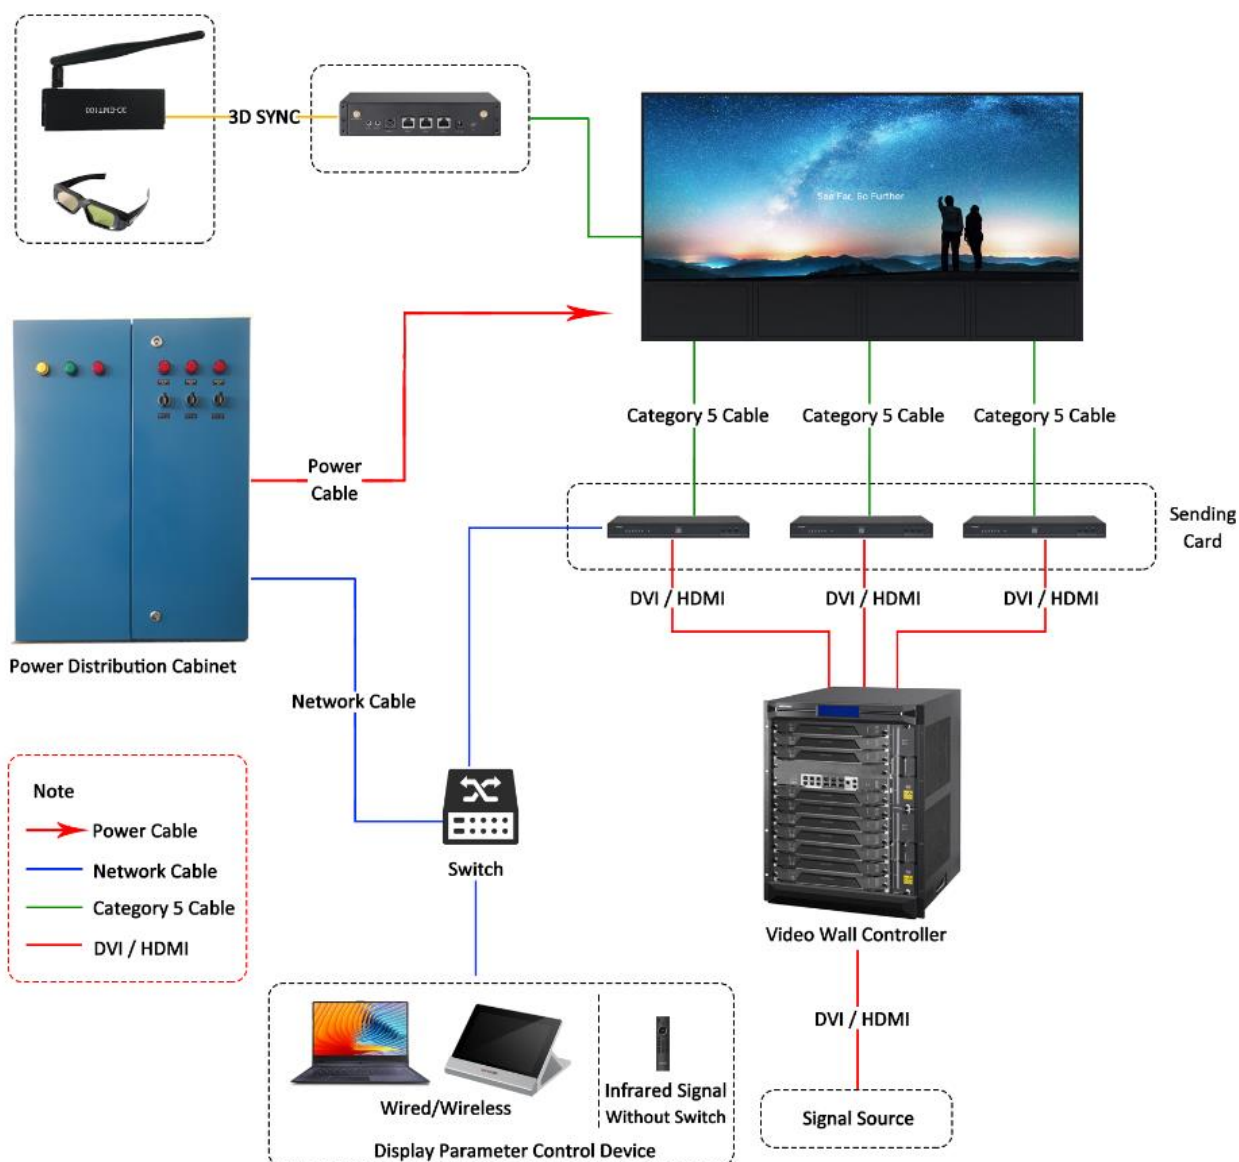 3D-EMT100
3D SYNC
See Far, Go Further
Category 5 Cable
Category 5 Cable
Category 5 Cable
Power
Cable
Sending
Card
DVI / HDMI
DVI / HDMI
DVI / HDMI
Power Distribution Cabinet
Network Cable
Note
Power Cable
Network Cable
Category 5 Cable
DVI / HDMI
Switch
Video Wall Controller
DVI / HDMI
Wired/Wireless
Infrared Signal
Without Switch
Display Parameter Control Device
Signal Source